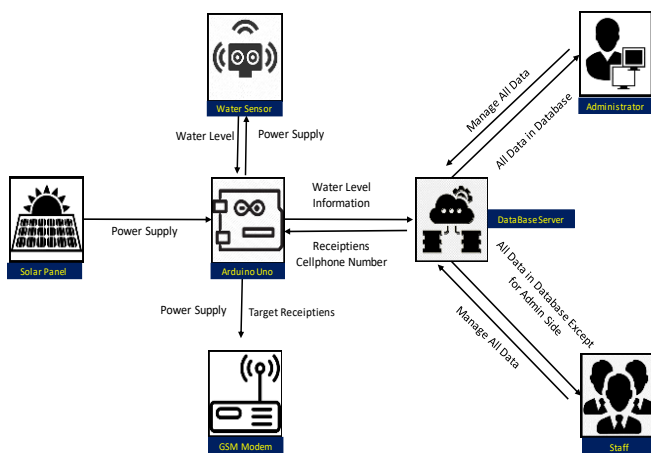 Water Sensor
Administrator
Manage All Data
All Data in Database
Water Level
Power Supply
Water Level
Information
Power Supply
DataBase Server
Receiptiens
Cellphone Number
Solar Panel
Arduino Uno
All Data in Database Except
for Admin Side
Manage All Data
Power Supply
Target Receiptiens
GSM Modem
Staff